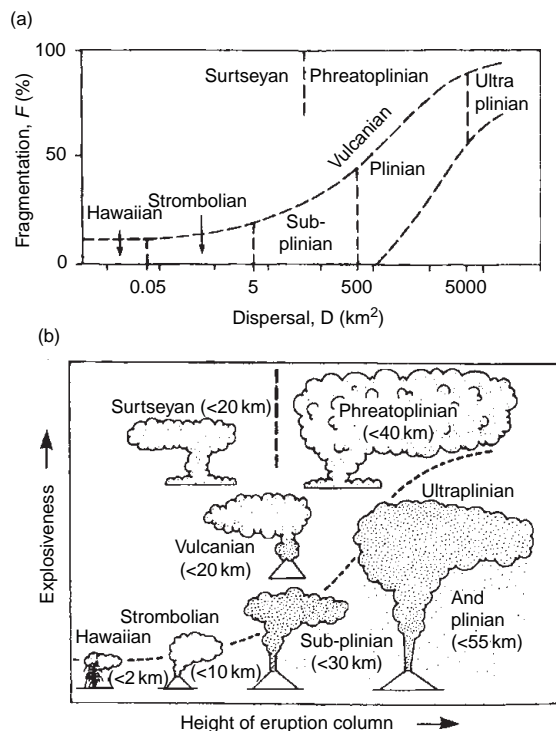 (a)
100
50
0
Fragmentation, F (%)
Surtseyan
Phreatoplinian
Ultra
plinian
Vulcanian
Plinian
Strombolian
Hawaiian
Sub-
plinian
0.05
5
500
5000
Dispersal, D (km²)
(b)
Explosiveness
Surtseyan (<20 km)
Phreatoplinian
(<40 km)
Ultraplinian
Vulcanian
(<20 km)
And
plinian
(<55 km)
Strombolian
Hawaiian
(<2 km)
(<10 km)
Sub-plinian
(<30 km)
Height of eruption column